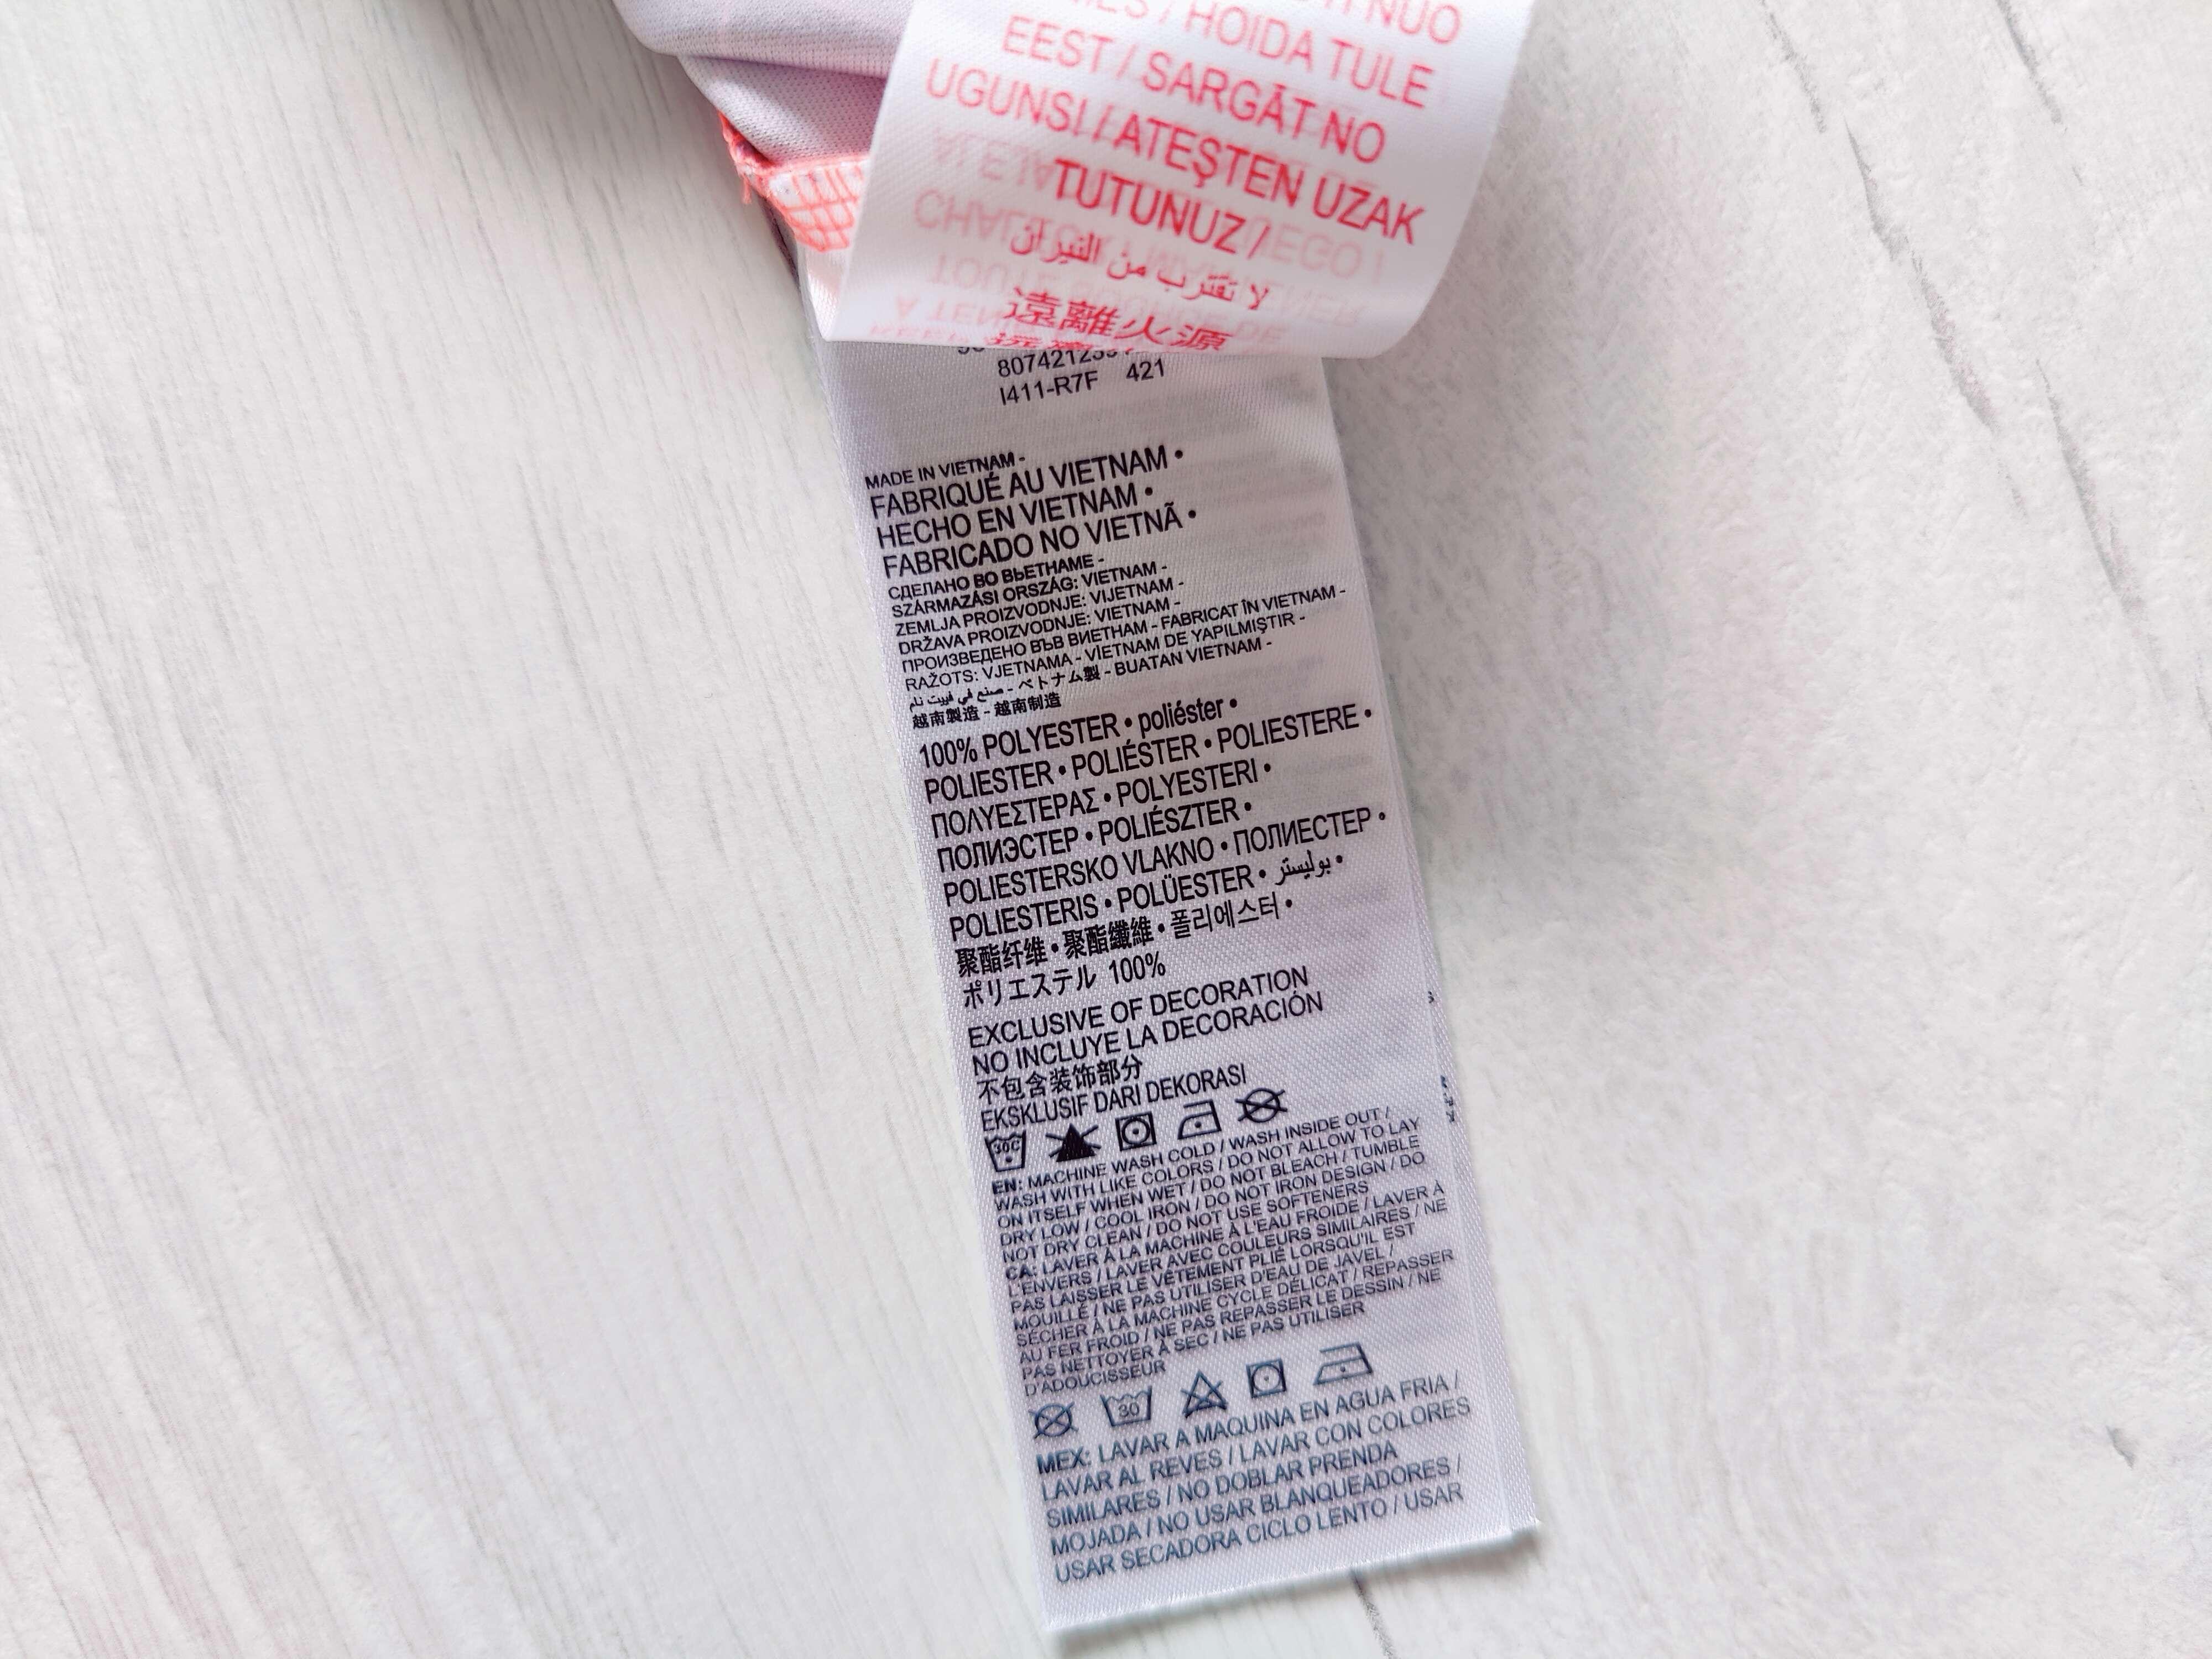 HOIDA TULE
EEST / SARGĀT NO
UGUNSI / ATEŞTEN UZAK
TUTUNUZ /
لا تقترب من النيران
遠離火源
I411-R7F 421
MADE IN VIETNAM -
FABRIQUÉ AU VIETNAM •
HECHO EN VIETNAM •
FABRICADO NO VIETNÃ •
СДЕЛАНО ВО ВЬЕТНАМЕ -
SZÁRMAZÁSI ORSZÁG: VIETNAM -
ZEMLJA PROIZVODNJE: VIJETNAM -
DRŽAVA PROIZVODNJE: VIETNAM -
ПРОИЗВЕДЕНО ВЪВ ВИЕТНАМ - FABRICAT ÎN VIETNAM -
RAŽOTS: VJETNAMA - VİETNAM DE YAPILMIŞTIR -
صنع في فييت نام - ベトナム製 - BUATAN VIETNAM -
越南製造 - 越南制造
100% POLYESTER • poliéster •
POLIESTER • POLIÉSTER • POLIESTERE •
ΠΟΛΥΕΣΤΕΡΑΣ • POLYESTERI •
ПОЛИЭСТЕР • POLIÉSZTER •
POLIESTERSKO VLAKNO • ПОЛИЕСТЕР •
POLIESTERIS • POLÜESTER • بوليستر •
聚酯纤维 • 聚酯纖維 • 폴리에스터 •
ポリエステル 100%
EXCLUSIVE OF DECORATION
NO INCLUYE LA DECORACIÓN
不包含装饰部分
EKSKLUSIF DARI DEKORASI
30C
EN: MACHINE WASH COLD / WASH INSIDE OUT /
WASH WITH LIKE COLORS / DO NOT ALLOW TO LAY
ON ITSELF WHEN WET / DO NOT BLEACH / TUMBLE
DRY LOW / COOL IRON / DO NOT IRON DESIGN / DO
NOT DRY CLEAN / DO NOT USE SOFTENERS
CA: LAVER À LA MACHINE À L'EAU FROIDE / LAVER À
L'ENVERS / LAVER AVEC COULEURS SIMILAIRES / NE
PAS LAISSER LE VÊTEMENT PLIÉ LORSQU'IL EST
MOUILLÉ / NE PAS UTILISER D'EAU DE JAVEL /
SÉCHER À LA MACHINE CYCLE DÉLICAT / REPASSER
AU FER FROID / NE PAS REPASSER LE DESSIN / NE
PAS NETTOYER À SEC / NE PAS UTILISER
D'ADOUCISSEUR
30
MEX: LAVAR A MAQUINA EN AGUA FRIA /
LAVAR AL REVES / LAVAR CON COLORES
SIMILARES / NO DOBLAR PRENDA
MOJADA / NO USAR BLANQUEADORES /
USAR SECADORA CICLO LENTO / USAR